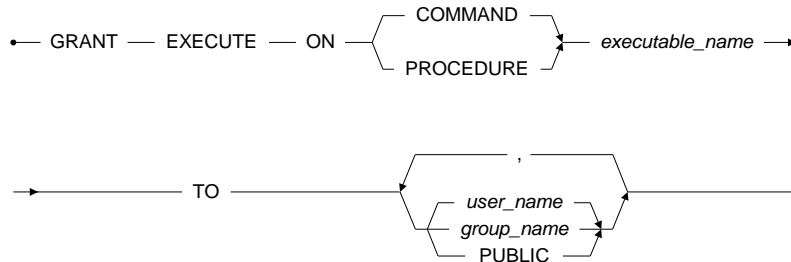 COMMAND
GRANT EXECUTE ON executable_name
PROCEDURE
,
TO
user_name
group_name
PUBLIC